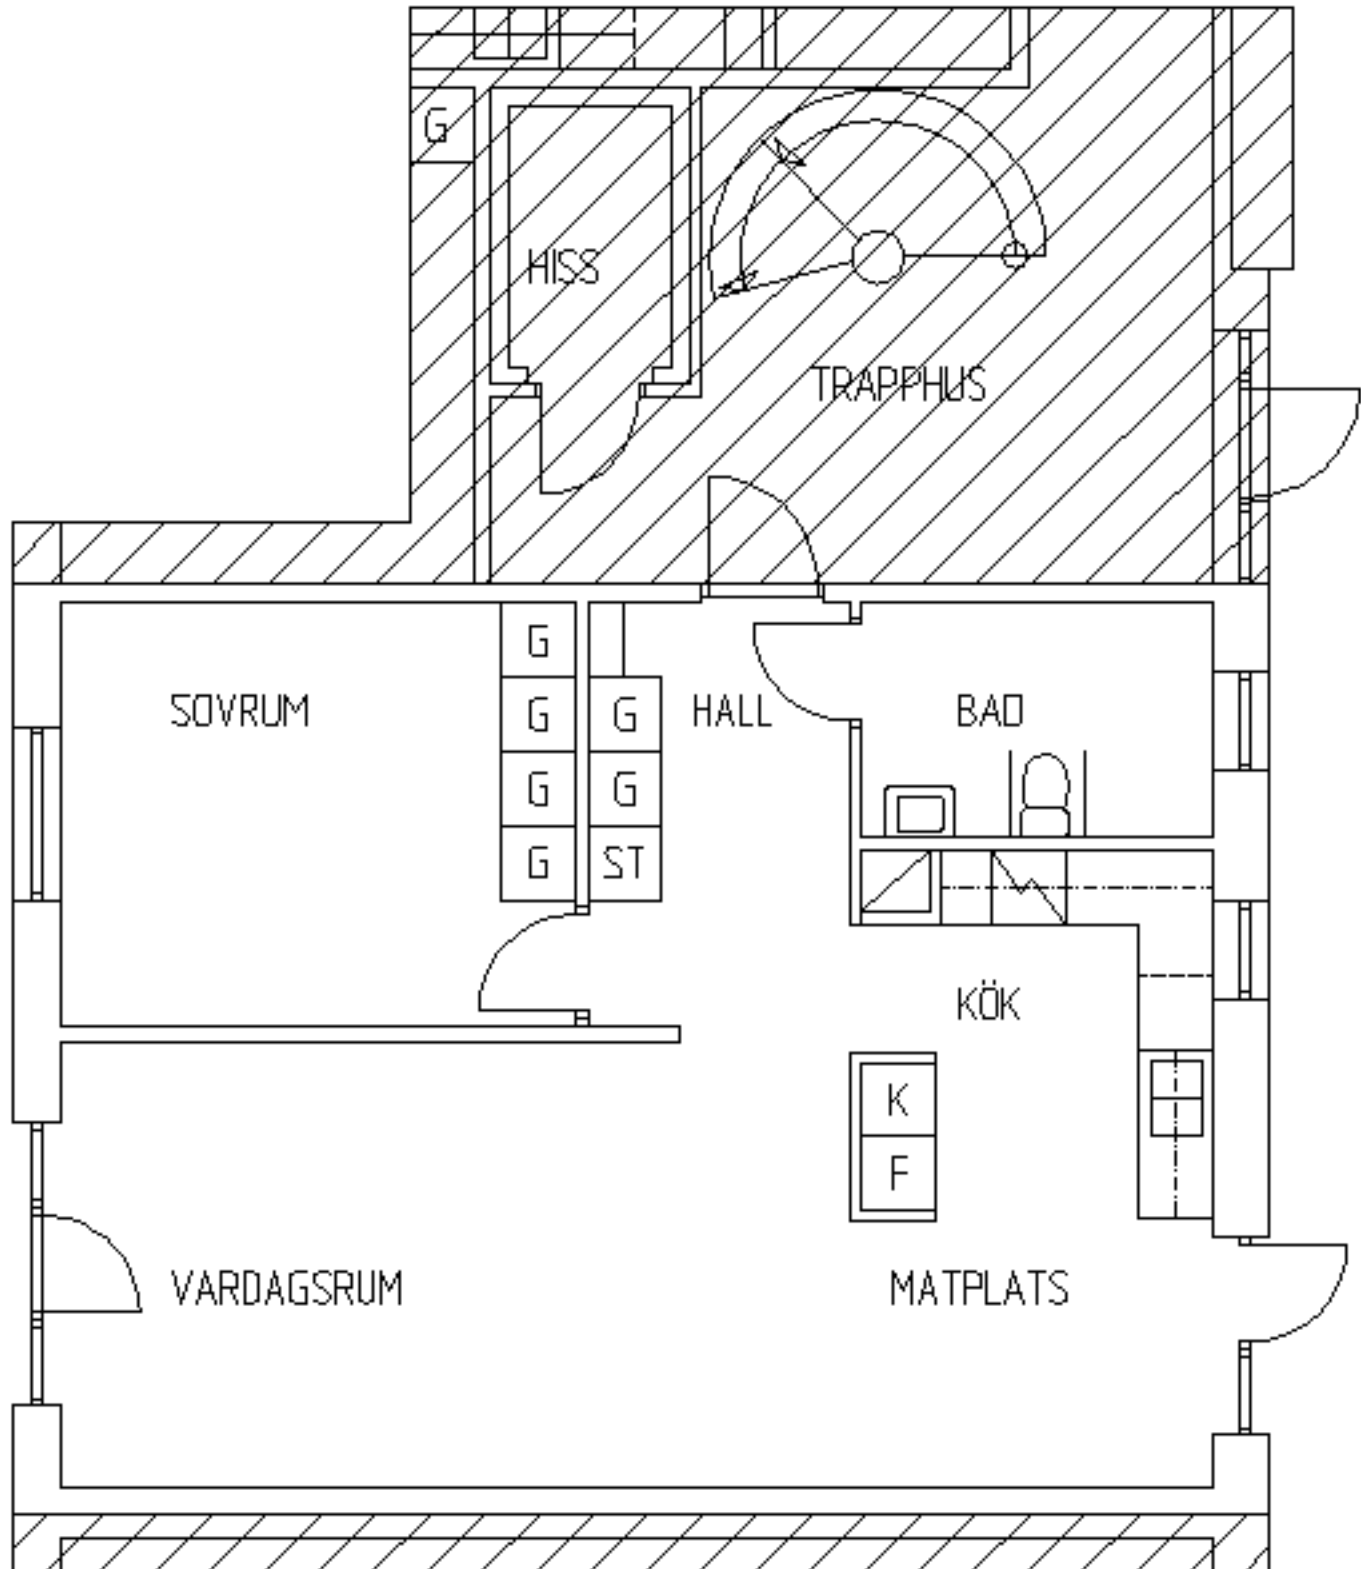 G
HISS
TRAPPHUS
G
SOVRUM
G
G
HALL
BAD
G
G
G
ST
KÖK
K
F
VARDAGSRUM
MATPLATS